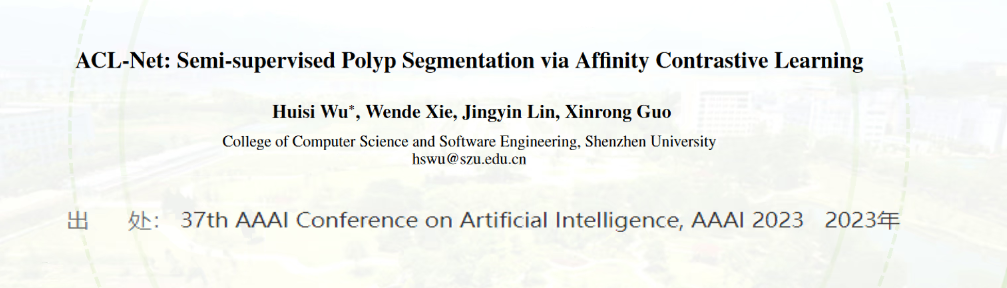 ACL-Net: Semi-supervised Polyp Segmentation via Affinity Contrastive Learning
Huisi Wu*, Wende Xie, Jingyin Lin, Xinrong Guo
College of Computer Science and Software Engineering, Shenzhen University
hswu@szu.edu.cn
出 处: 37th AAAI Conference on Artificial Intelligence, AAAI 2023 2023年